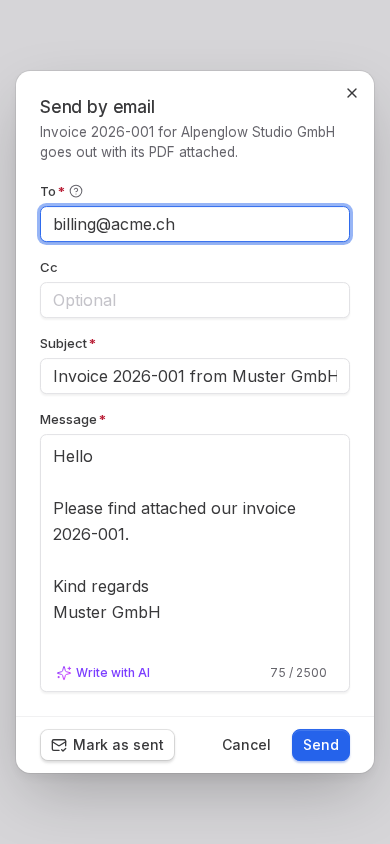 Send by email
Invoice 2026-001 for Alpenglow Studio GmbH
goes out with its PDF attached.
To*
billing@acme.ch
Cc
Optional
Subject*
Invoice 2026-001 from Muster GmbH
Message*
Hello
Please find attached our invoice
2026-001.
Kind regards
Muster GmbH
Write with AI
75 / 2500
Mark as sent
Cancel
Send